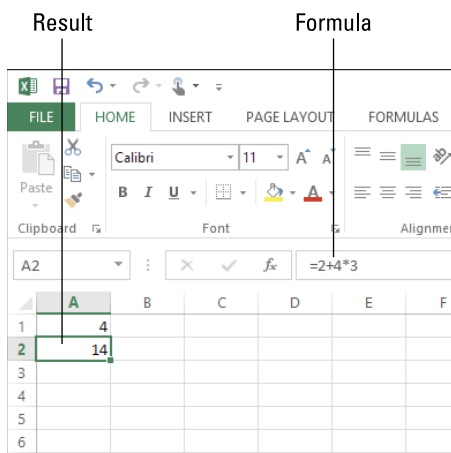 Result Formula
FILE HOME INSERT PAGE LAYOUT FORMULAS
Calibri 11 A A
Paste B I U A
Clipboard Font Alignme
A2 fx =2+4*3
A B C D E F
1 4
2 14
3
4
5
6